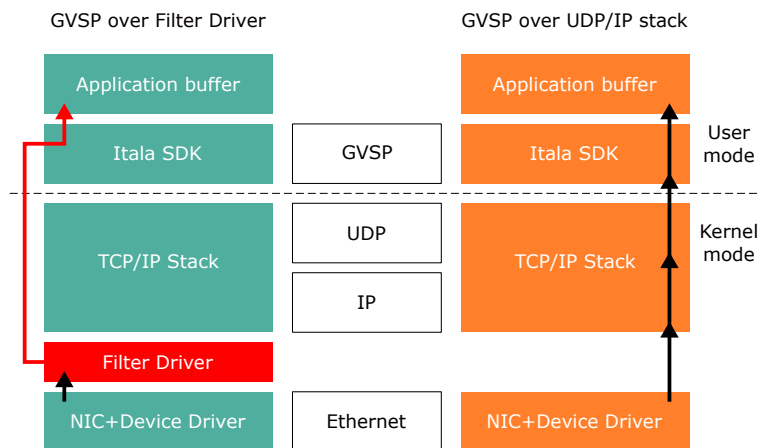 GVSP over Filter Driver
GVSP over UDP/IP stack
Application buffer
Application buffer
Itala SDK
GVSP
Itala SDK
User
mode
TCP/IP Stack
UDP
IP
TCP/IP Stack
Kernel
mode
Filter Driver
NIC+Device Driver
Ethernet
NIC+Device Driver